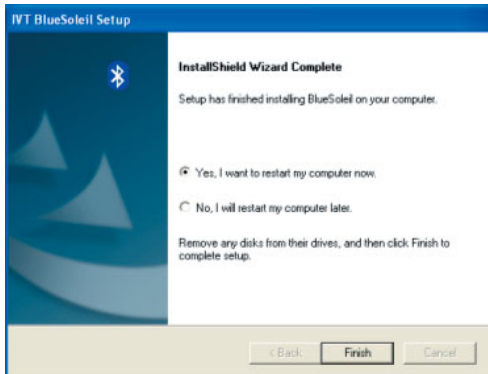 IVT BlueSoleil Setup
InstallShield Wizard Complete
Setup has finished installing BlueSoleil on your computer.
Yes, I want to restart my computer now.
No, I will restart my computer later.
Remove any disks from their drives, and then click Finish to
complete setup.
< Back
Finish
Cancel